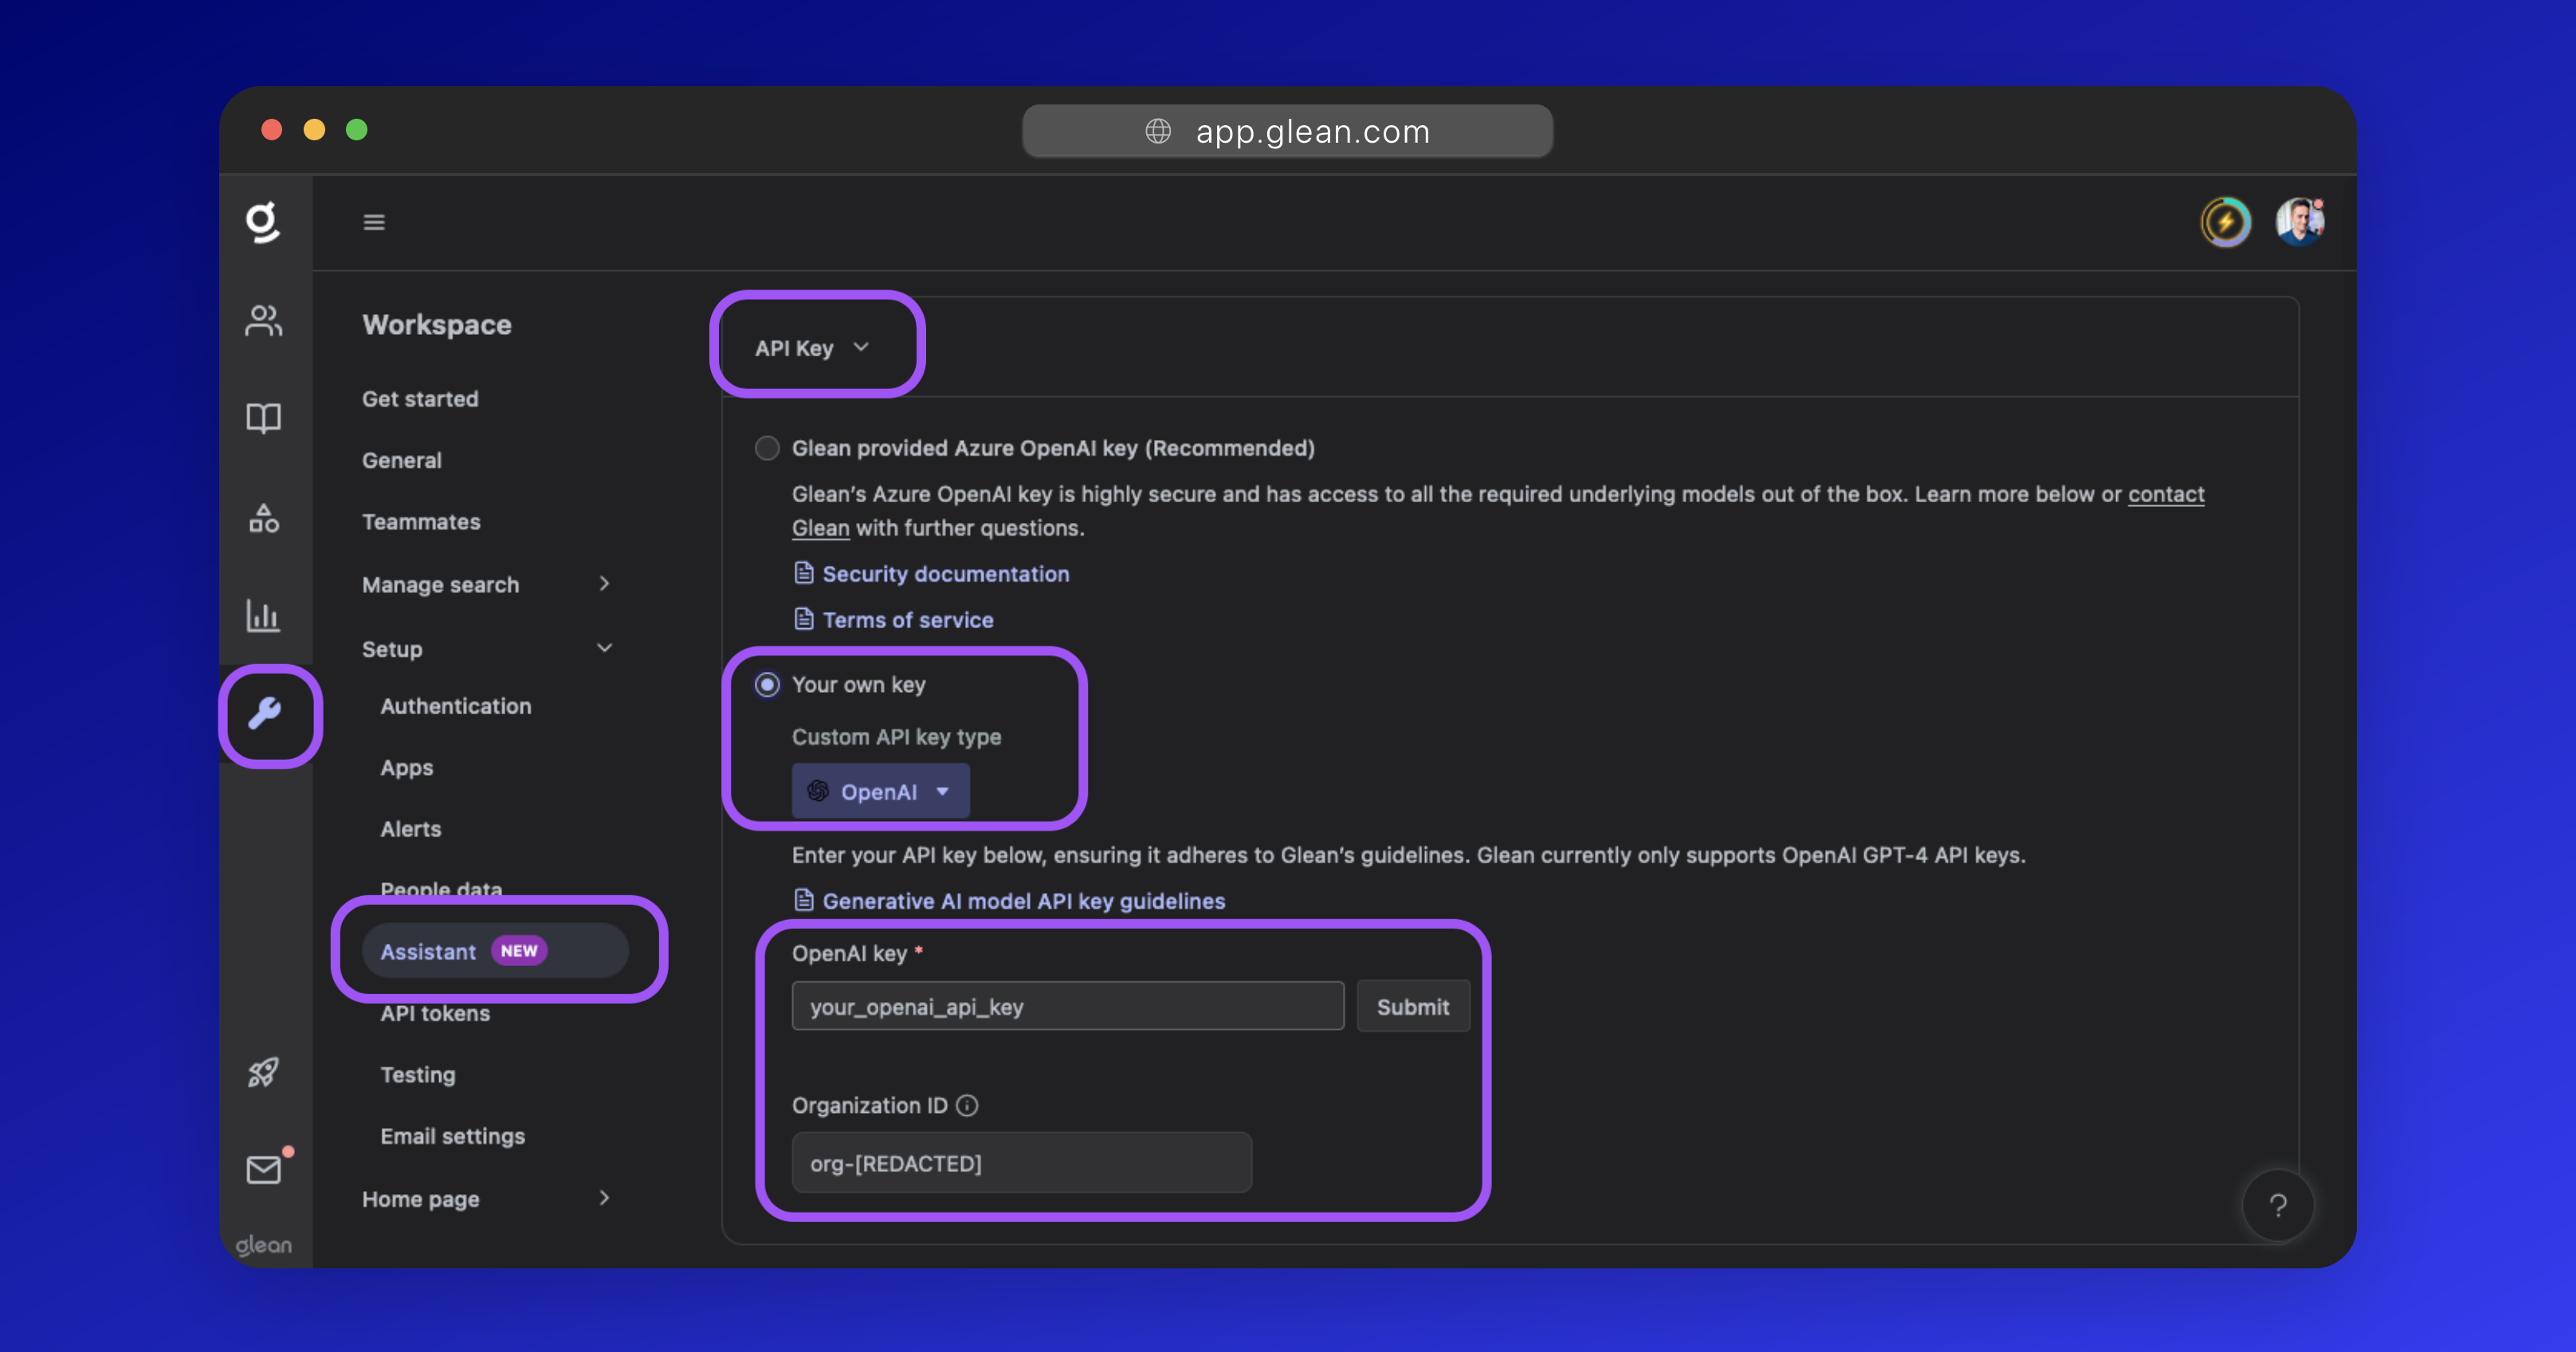 app.glean.com
g
Workspace
Get started
General
Teammates
Manage search
Setup
Authentication
Apps
Alerts
People data
Assistant NEW
API tokens
Testing
Email settings
Home page
glean
API Key
Glean provided Azure OpenAI key (Recommended)
Glean’s Azure OpenAI key is highly secure and has access to all the required underlying models out of the box. Learn more below or contact
Glean with further questions.
Security documentation
Terms of service
Your own key
Custom API key type
OpenAI
Enter your API key below, ensuring it adheres to Glean’s guidelines. Glean currently only supports OpenAI GPT-4 API keys.
Generative AI model API key guidelines
OpenAI key *
your_openai_api_key Submit
Organization ID
org-[REDACTED]
?